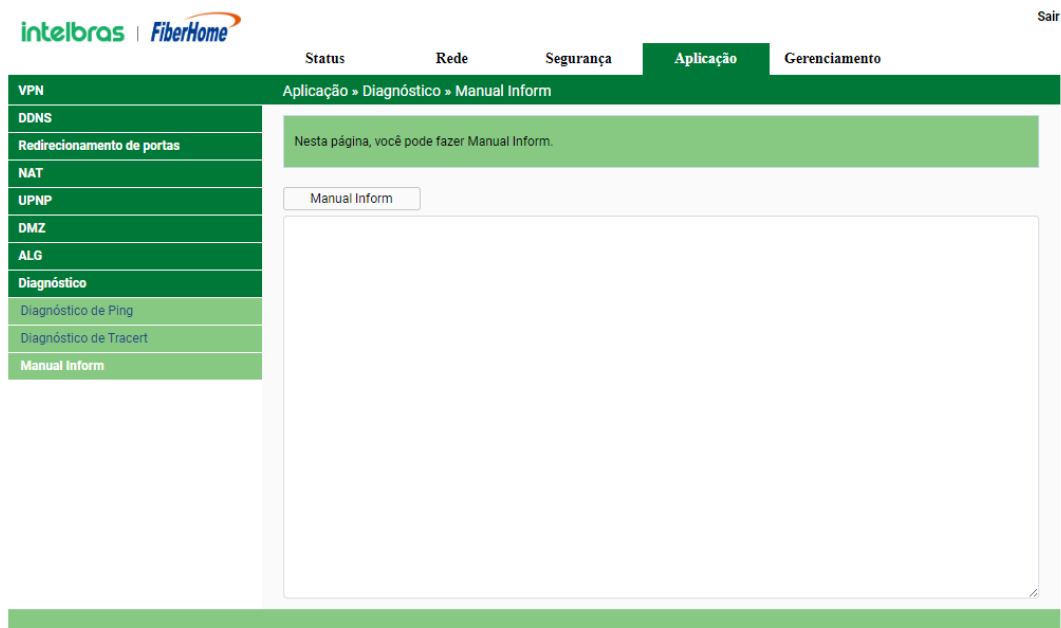 intelbras | FiberHome
Sair
Status Rede Segurança Aplicação Gerenciamento
VPN
Aplicação » Diagnóstico » Manual Inform
DDNS
Redirecionamento de portas
NAT
UPNP
DMZ
ALG
Diagnóstico
Diagnóstico de Ping
Diagnóstico de Tracert
Manual Inform
Nesta página, você pode fazer Manual Inform.
Manual Inform